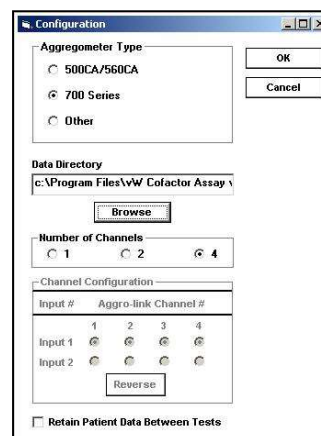 Configuration
Aggregometer Type
500CA/560CA
700 Series
Other
OK
Cancel
Data Directory
c:\Program Files\vW Cofactor Assay
Browse
Number of Channels
1 2 4
Channel Configuration
Input # Aggro-link Channel #
1 2 3 4
Input 1
Input 2
Reverse
Retain Patient Data Between Tests